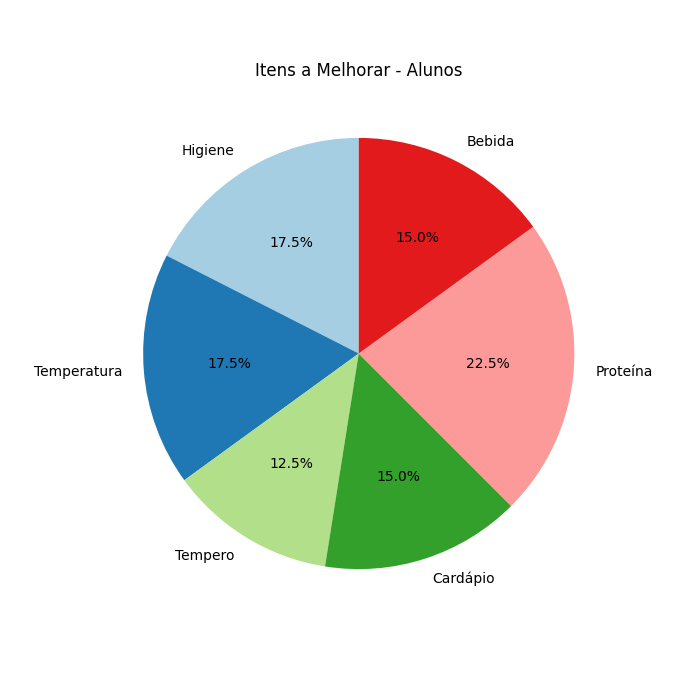 Itens a Melhorar - Alunos
Bebida
Higiene
15.0%
17.5%
17.5%
22.5%
Temperatura
Proteína
12.5%
15.0%
Tempero
Cardápio